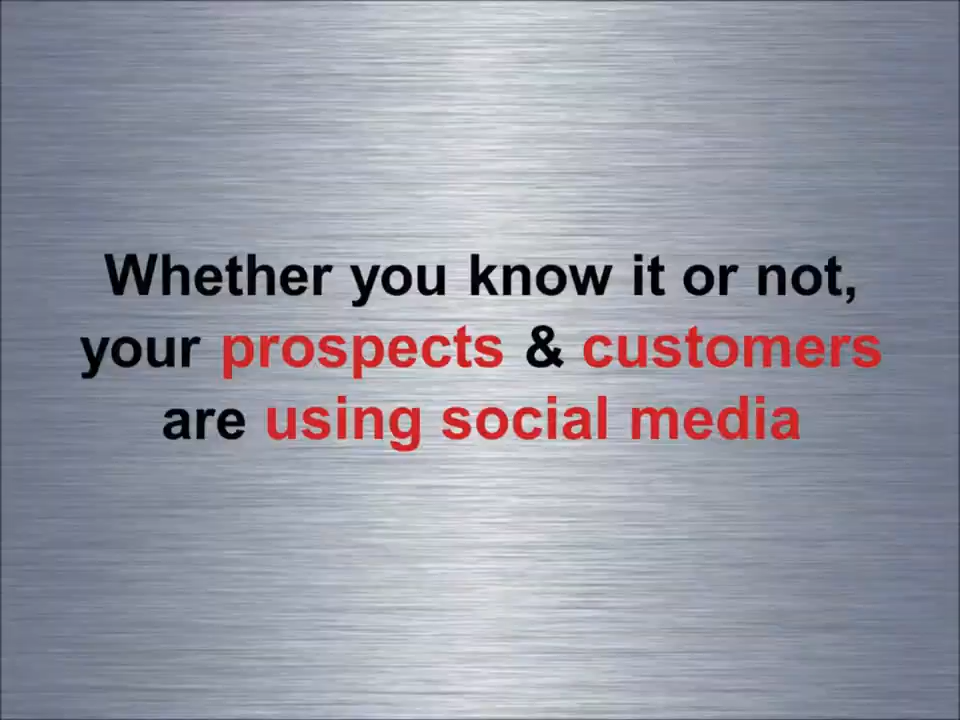 Whether you know it or not,
your prospects & customers
are using social media